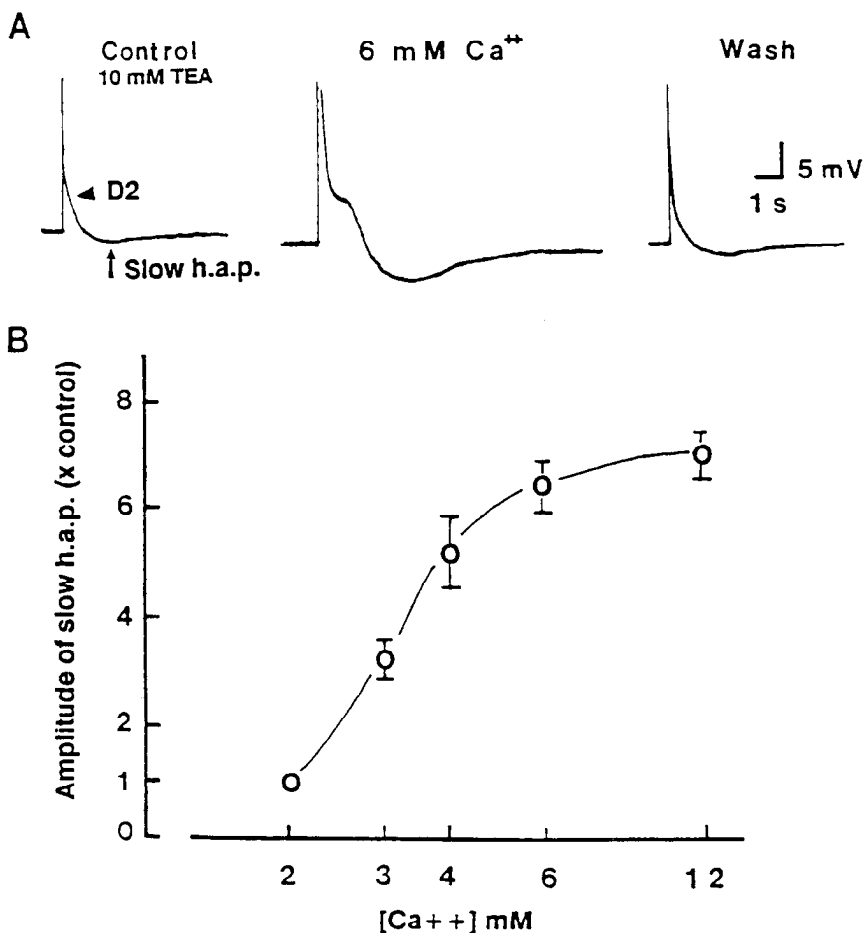 A
Control
10 mM TEA
6 mM Ca++
Wash
D2
5 mV
1 s
Slow h.a.p.
B
Amplitude of slow h.a.p. (x control)
8
6
4
2
1
0
2 3 4 6 12
[Ca++] mM